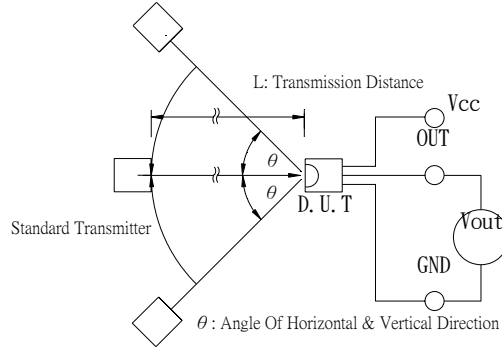 L: Transmission Distance
Vcc
OUT
θ
θ
D.U.T
Standard Transmitter
Vout
GND
θ : Angle Of Horizontal & Vertical Direction